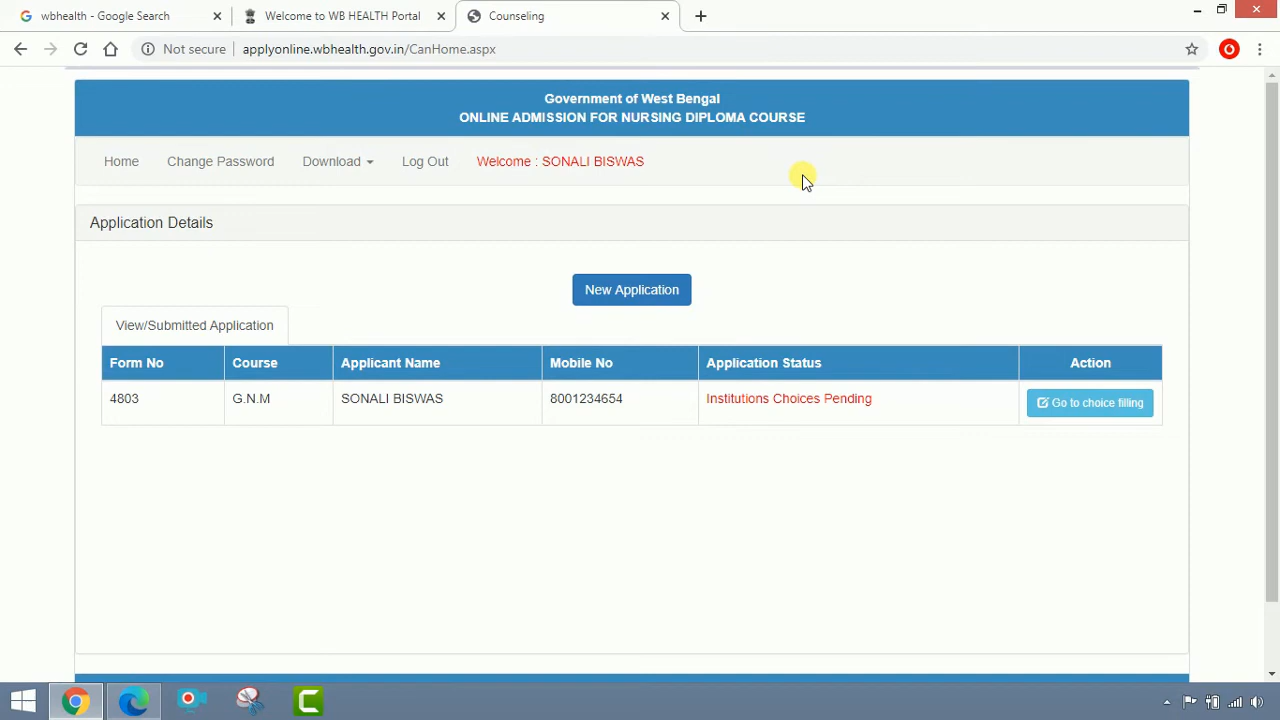 wbhealth - Google Search
Welcome to WB HEALTH Portal
Counseling
Not secure
applyonline.wbhealth.gov.in/CanHome.aspx
Government of West Bengal
ONLINE ADMISSION FOR NURSING DIPLOMA COURSE
Home Change Password Download Log Out Welcome : SONALI BISWAS
Application Details
New Application
View/Submitted Application
Form No Course Applicant Name Mobile No Application Status Action
4803 G.N.M SONALI BISWAS 8001234654 Institutions Choices Pending Go to choice filling